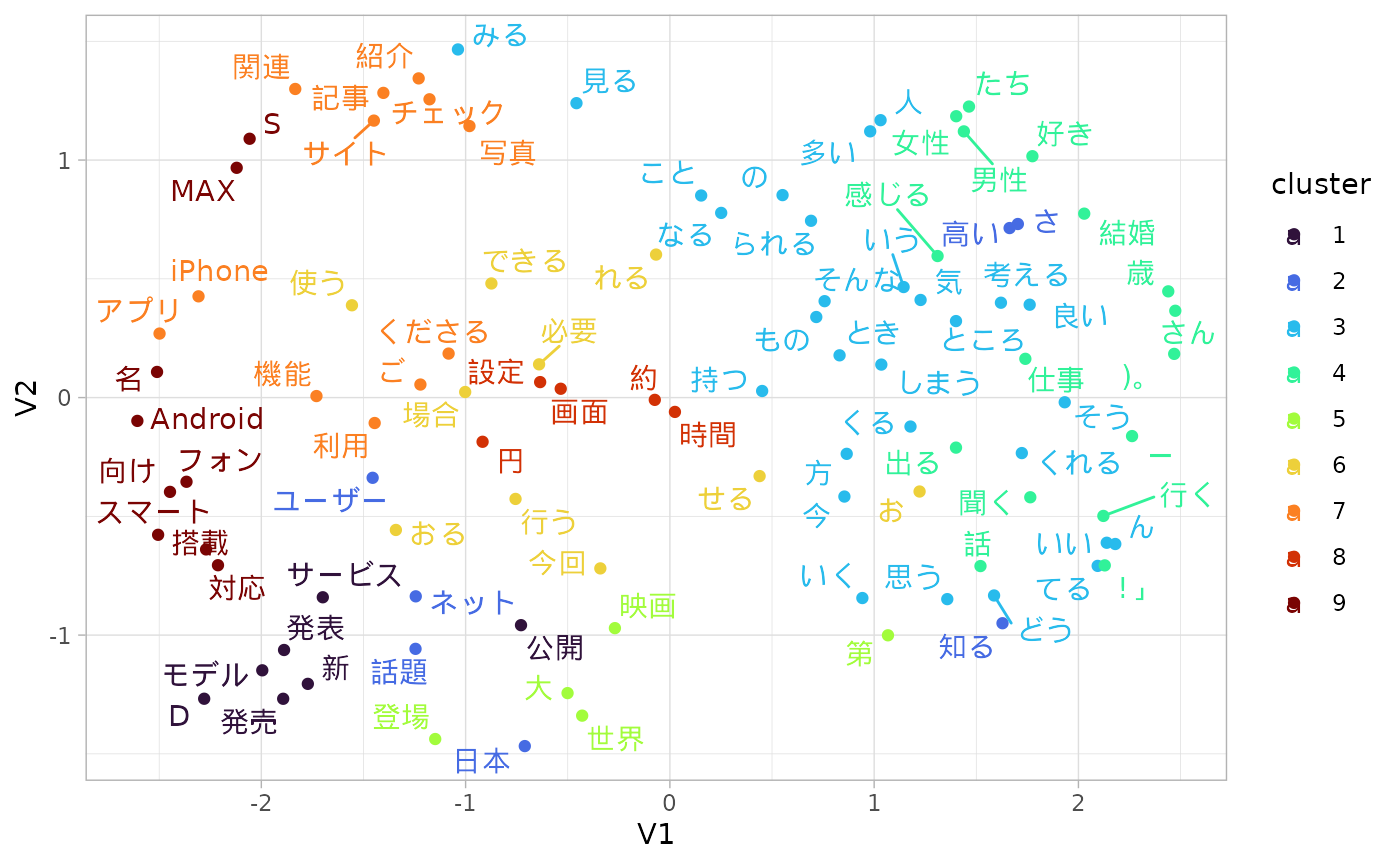 みる
紹介
関連
見る
たち
記事
チェック
人
S
好き
女性
サイト
写真
多い
1
こと
の
男性
MAX
感じる
さ
なる
られる
いう
高い
結婚
iPhone
使う
できる
れる
そんな
気
考える
歳
アプリ
くださる
必要
もの
とき
ところ
良い
さん
名
機能
ご
設定
約
持つ
しまう
仕事
)。
0
Android
場合
画面
時間
くる
そう
利用
向け
フォン
円
方
出る
くれる
ー
スマート
ユーザー
せる
今
お
聞く
行く
搭載
おる
行う
話
いい
ん
対応
サービス
今回
いく
思う
てる
!」
ネット
映画
発表
公開
第
知る
どう
-1
モデル
新
話題
大
D
発売
登場
世界
日本
-2
-1
0
1
2
V1
V2
cluster
1
2
3
4
5
6
7
8
9